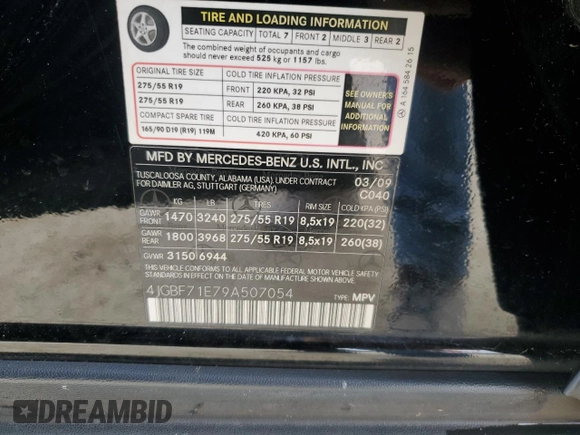 TIRE AND LOADING INFORMATION
SEATING CAPACITY TOTAL 7 FRONT 2 MIDDLE 3 REAR 2
The combined weight of occupants and cargo
should never exceed 525 kg or 1157 lbs.
ORIGINAL TIRE SIZE COLD TIRE INFLATION PRESSURE
275/55 R19 FRONT 220 KPA, 32 PSI
275/55 R19 REAR 260 KPA, 38 PSI
COMPACT SPARE TIRE COLD TIRE INFLATION PRESSURE
165/90 D19 (R19) 119M 420 KPA, 60 PSI
SEE OWNER'S
MANUAL FOR
ADDITIONAL
INFORMATION
A 164 584 26 15
MFD BY MERCEDES-BENZ U.S. INTL., INC
TUSCALOOSA COUNTY, ALABAMA (USA) UNDER CONTRACT
FOR DAIMLER AG, STUTTGART (GERMANY)
03/09
C040
KG LB TIRES RIM SIZE COLD KPA (PSI)
GAWR
FRONT 1470 3240 275/55 R19 8,5x19 220(32)
GAWR
REAR 1800 3968 275/55 R19 8,5x19 260(38)
GVWR 3150 6944
THIS VEHICLE CONFORMS TO ALL APPLICABLE FEDERAL MOTOR VEHICLE SAFETY
STANDARDS IN EFFECT ON THE DATE OF MANUFACTURE SHOWN ABOVE
4JGBF71E79A507054 TYPE: MPV
DREAMBID